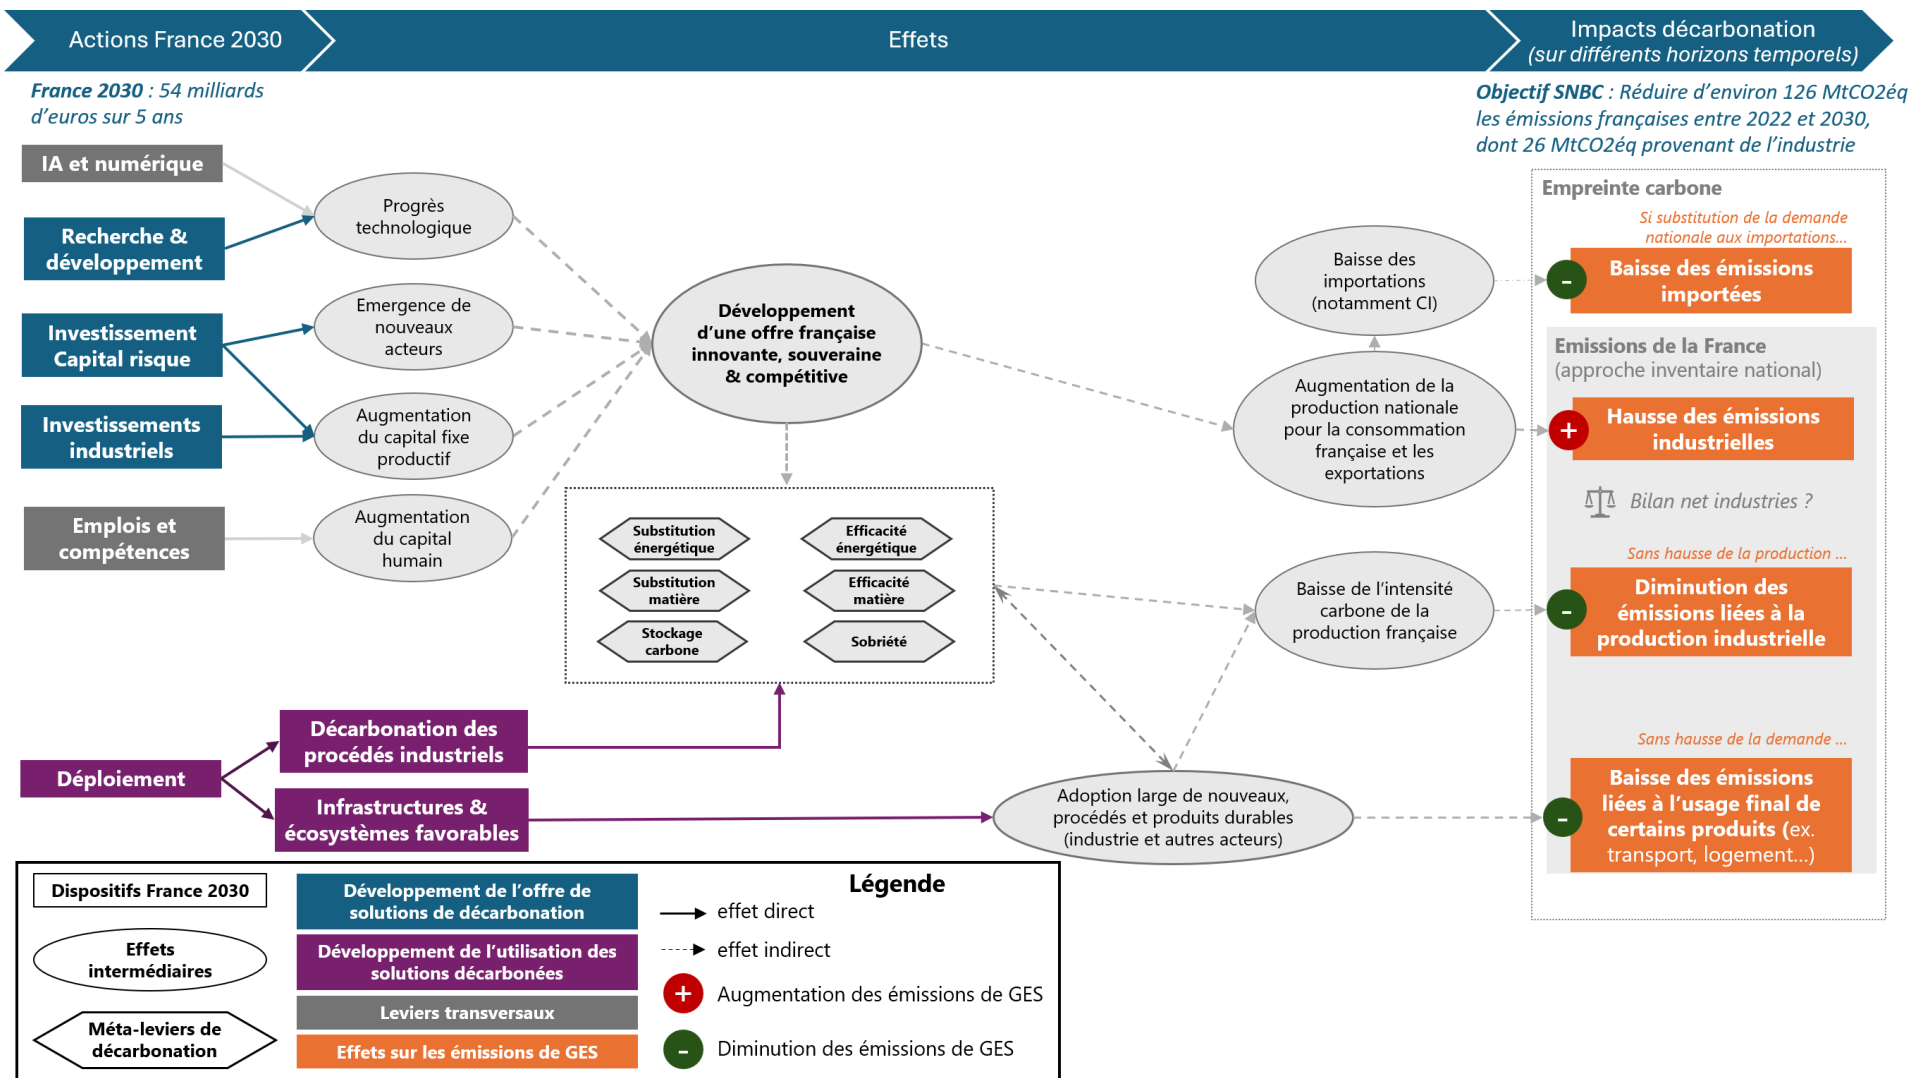 Actions France 2030
Effets
Impacts décarbonation
(sur différents horizons temporels)
France 2030 : 54 milliards
d'euros sur 5 ans
Objectif SNBC : Réduire d'environ 126 MtCO2éq
les émissions françaises entre 2022 et 2030,
dont 26 MtCO2éq provenant de l'industrie
IA et numérique
Recherche &
développement
Investissement
Capital risque
Investissements
industriels
Emplois et
compétences
Progrès
technologique
Emergence de
nouveaux
acteurs
Augmentation
du capital fixe
productif
Augmentation
du capital
humain
Développement
d'une offre française
innovante, souveraine
& compétitive
Substitution
énergétique
Efficacité
énergétique
Substitution
matière
Efficacité
matière
Stockage
carbone
Sobriété
Déploiement
Décarbonation des
procédés industriels
Infrastructures &
écosystèmes favorables
Baisse des
importations
(notamment CI)
Augmentation de la
production nationale
pour la consommation
française et les
exportations
Baisse de l'intensité
carbone de la
production française
Adoption large de nouveaux,
procédés et produits durables
(industrie et autres acteurs)
Empreinte carbone
Si substitution de la demande
nationale aux importations...
-
Baisse des émissions
importées
Emissions de la France
(approche inventaire national)
+
Hausse des émissions
industrielles
Bilan net industries ?
Sans hausse de la production ...
-
Diminution des
émissions liées à la
production industrielle
Sans hausse de la demande ...
-
Baisse des émissions
liées à l'usage final de
certains produits (ex.
transport, logement...)
Légende
Dispositifs France 2030
Effets
intermédiaires
Méta-leviers de
décarbonation
Développement de l'offre de
solutions de décarbonation
Développement de l'utilisation des
solutions décarbonées
Leviers transversaux
Effets sur les émissions de GES
effet direct
effet indirect
+
Augmentation des émissions de GES
-
Diminution des émissions de GES